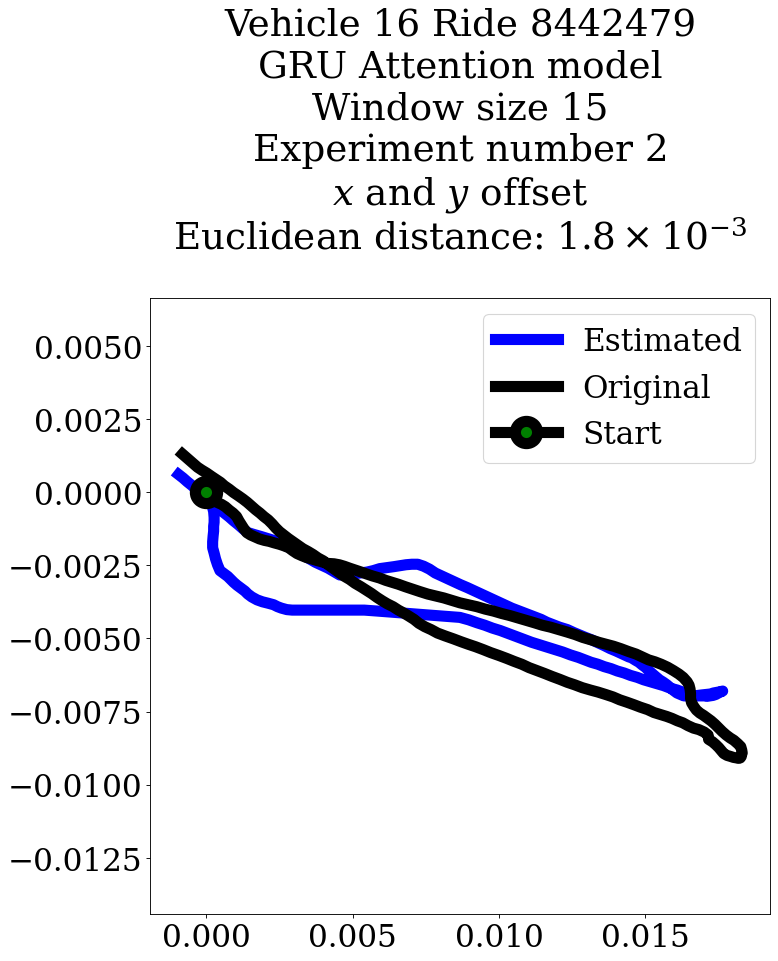 Vehicle 16 Ride 8442479
GRU Attention model
Window size 15
Experiment number 2
x and y offset
Euclidean distance: 1.8 × 10⁻³
Estimated
Original
Start
0.0050
0.0025
0.0000
−0.0025
−0.0050
−0.0075
−0.0100
−0.0125
0.000 0.005 0.010 0.015